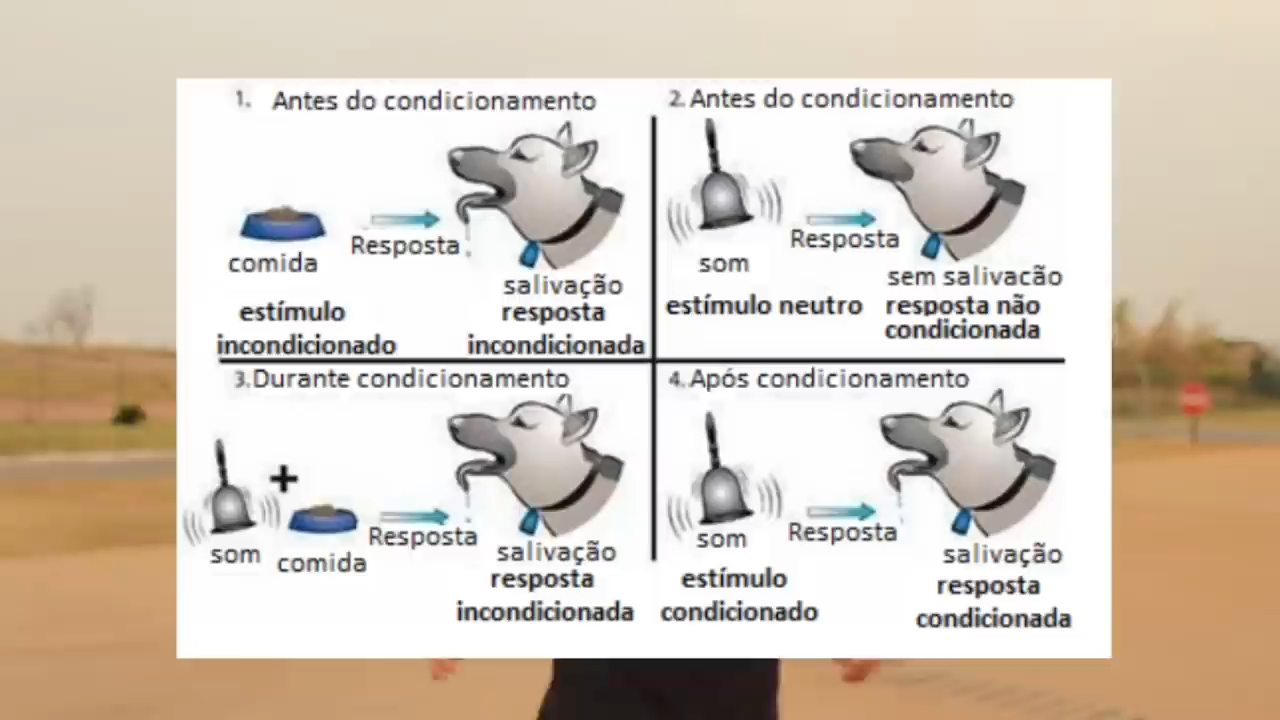 1. Antes do condicionamento
comida
Resposta
salivação
estímulo
incondicionado
resposta
incondicionada
2. Antes do condicionamento
som
Resposta
sem salivacão
estímulo neutro
resposta não
condicionada
3. Durante condicionamento
+
som
comida
Resposta
salivação
resposta
incondicionada
4. Após condicionamento
som
Resposta
salivação
estímulo
condicionado
resposta
condicionada